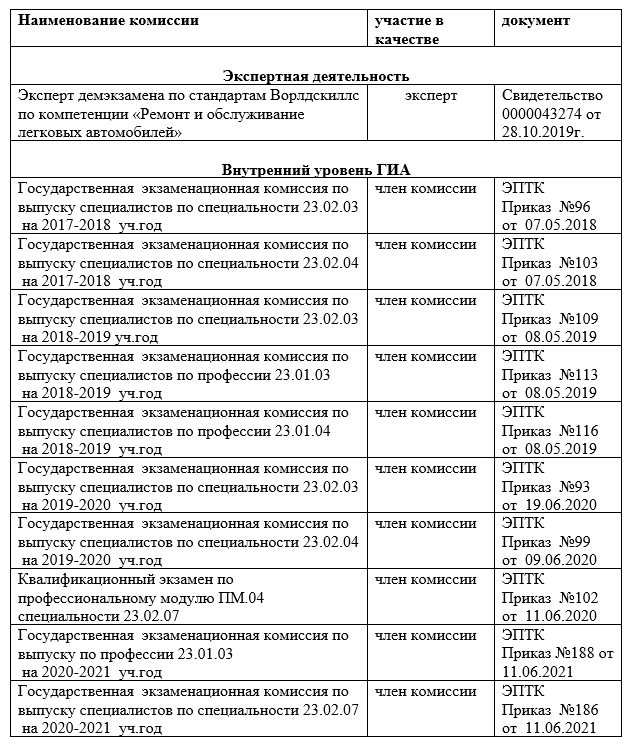 Наименование комиссии
участие в
качестве
документ
Экспертная деятельность
Эксперт демэкзамена по стандартам Ворлдскиллс
по компетенции «Ремонт и обслуживание
легковых автомобилей»
эксперт
Свидетельство
0000043274 от
28.10.2019г.
Внутренний уровень ГИА
Государственная экзаменационная комиссия по
выпуску специалистов по специальности 23.02.03
на 2017-2018 уч.год
член комиссии
ЭПТК
Приказ №96
от 07.05.2018
Государственная экзаменационная комиссия по
выпуску специалистов по специальности 23.02.04
на 2017-2018 уч.год
член комиссии
ЭПТК
Приказ №103
от 07.05.2018
Государственная экзаменационная комиссия по
выпуску специалистов по специальности 23.02.03
на 2018-2019 уч.год
член комиссии
ЭПТК
Приказ №109
от 08.05.2019
Государственная экзаменационная комиссия по
выпуску специалистов по профессии 23.01.03
на 2018-2019 уч.год
член комиссии
ЭПТК
Приказ №113
от 08.05.2019
Государственная экзаменационная комиссия по
выпуску специалистов по профессии 23.01.04
на 2018-2019 уч.год
член комиссии
ЭПТК
Приказ №116
от 08.05.2019
Государственная экзаменационная комиссия по
выпуску специалистов по специальности 23.02.03
на 2019-2020 уч.год
член комиссии
ЭПТК
Приказ №93
от 19.06.2020
Государственная экзаменационная комиссия по
выпуску специалистов по специальности 23.02.04
на 2019-2020 уч.год
член комиссии
ЭПТК
Приказ №99
от 09.06.2020
Квалификационный экзамен по
профессиональному модулю ПМ.04
специальности 23.02.07
член комиссии
ЭПТК
Приказ №102
от 11.06.2020
Государственная экзаменационная комиссия по
выпуску по профессии 23.01.03
на 2020-2021 уч.год
член комиссии
ЭПТК
Приказ №188 от
11.06.2021
Государственная экзаменационная комиссия по
выпуску специалистов по специальности 23.02.07
на 2020-2021 уч.год
член комиссии
ЭПТК
Приказ №186
от 11.06.2021